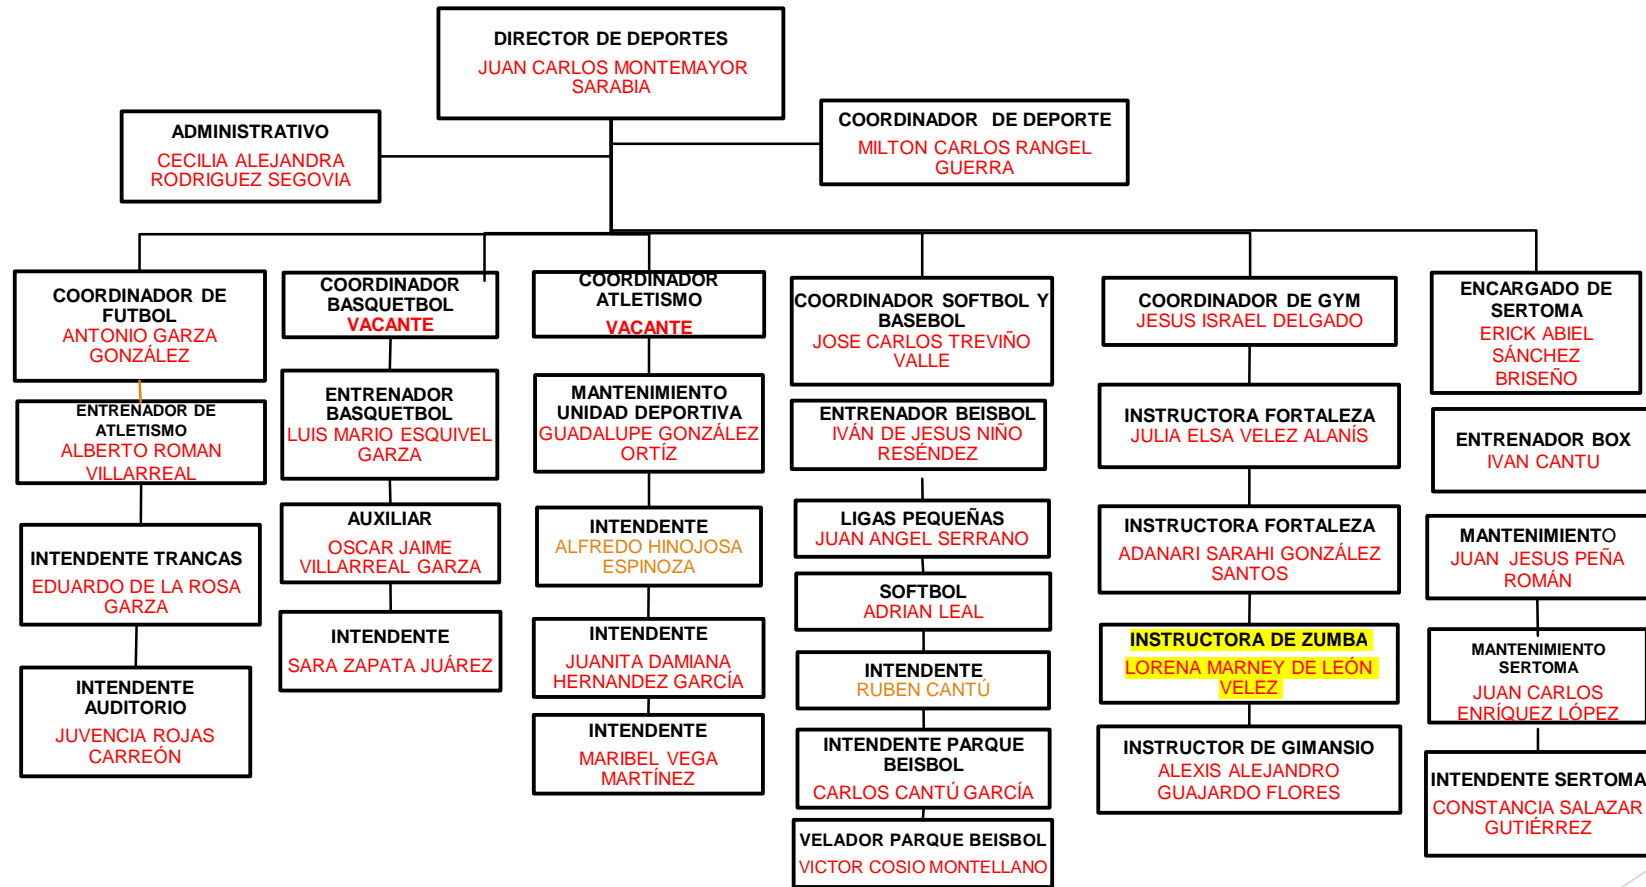 DIRECTOR DE DEPORTES
JUAN CARLOS MONTEMAYOR
SARABIA
ADMINISTRATIVO
CECILIA ALEJANDRA
RODRIGUEZ SEGOVIA
COORDINADOR DE DEPORTE
MILTON CARLOS RANGEL
GUERRA
COORDINADOR DE
FUTBOL
ANTONIO GARZA
GONZÁLEZ
ENTRENADOR DE
ATLETISMO
ALBERTO ROMAN
VILLARREAL
INTENDENTE TRANCAS
EDUARDO DE LA ROSA
GARZA
INTENDENTE
AUDITORIO
JUVENCIA ROJAS
CARREÓN
COORDINADOR
BASQUETBOL
VACANTE
ENTRENADOR
BASQUETBOL
LUIS MARIO ESQUIVEL
GARZA
AUXILIAR
OSCAR JAIME
VILLARREAL GARZA
INTENDENTE
SARA ZAPATA JUÁREZ
COORDINADOR
ATLETISMO
VACANTE
MANTENIMIENTO
UNIDAD DEPORTIVA
GUADALUPE GONZÁLEZ
ORTÍZ
INTENDENTE
ALFREDO HINOJOSA
ESPINOZA
INTENDENTE
JUANITA DAMIANA
HERNANDEZ GARCÍA
INTENDENTE
MARIBEL VEGA
MARTÍNEZ
COORDINADOR SOFTBOL Y
BASEBOL
JOSE CARLOS TREVIÑO
VALLE
ENTRENADOR BEISBOL
IVÁN DE JESUS NIÑO
RESÉNDEZ
LIGAS PEQUEÑAS
JUAN ANGEL SERRANO
SOFTBOL
ADRIAN LEAL
INTENDENTE
RUBEN CANTÚ
INTENDENTE PARQUE
BEISBOL
CARLOS CANTÚ GARCÍA
VELADOR PARQUE BEISBOL
VICTOR COSIO MONTELLANO
COORDINADOR DE GYM
JESUS ISRAEL DELGADO
INSTRUCTORA FORTALEZA
JULIA ELSA VELEZ ALANÍS
INSTRUCTORA FORTALEZA
ADANARI SARAHI GONZÁLEZ
SANTOS
INSTRUCTORA DE ZUMBA
LORENA MARNEY DE LEÓN
VELEZ
INSTRUCTOR DE GIMANSIO
ALEXIS ALEJANDRO
GUAJARDO FLORES
ENCARGADO DE
SERTOMA
ERICK ABIEL
SÁNCHEZ
BRISEÑO
ENTRENADOR BOX
IVAN CANTU
MANTENIMIENTO
JUAN JESUS PEÑA
ROMÁN
MANTENIMIENTO
SERTOMA
JUAN CARLOS
ENRÍQUEZ LÓPEZ
INTENDENTE SERTOMA
CONSTANCIA SALAZAR
GUTIÉRREZ